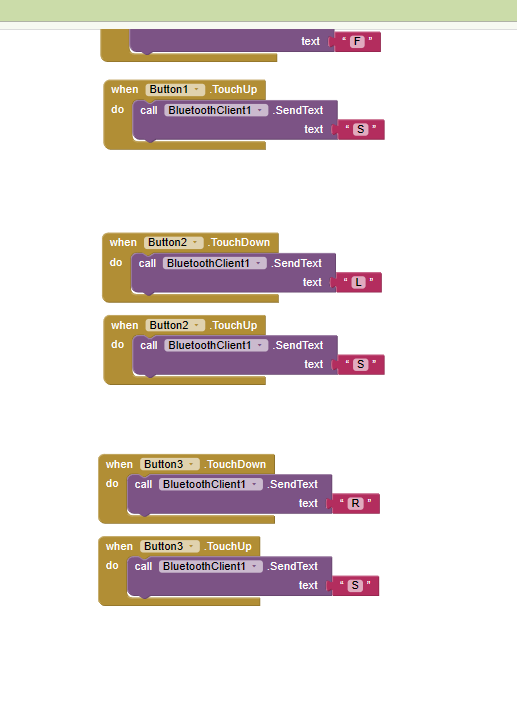 text " F "
when Button1 .TouchUp
do call BluetoothClient1 .SendText
text " S "
when Button2 .TouchDown
do call BluetoothClient1 .SendText
text " L "
when Button2 .TouchUp
do call BluetoothClient1 .SendText
text " S "
when Button3 .TouchDown
do call BluetoothClient1 .SendText
text " R "
when Button3 .TouchUp
do call BluetoothClient1 .SendText
text " S "